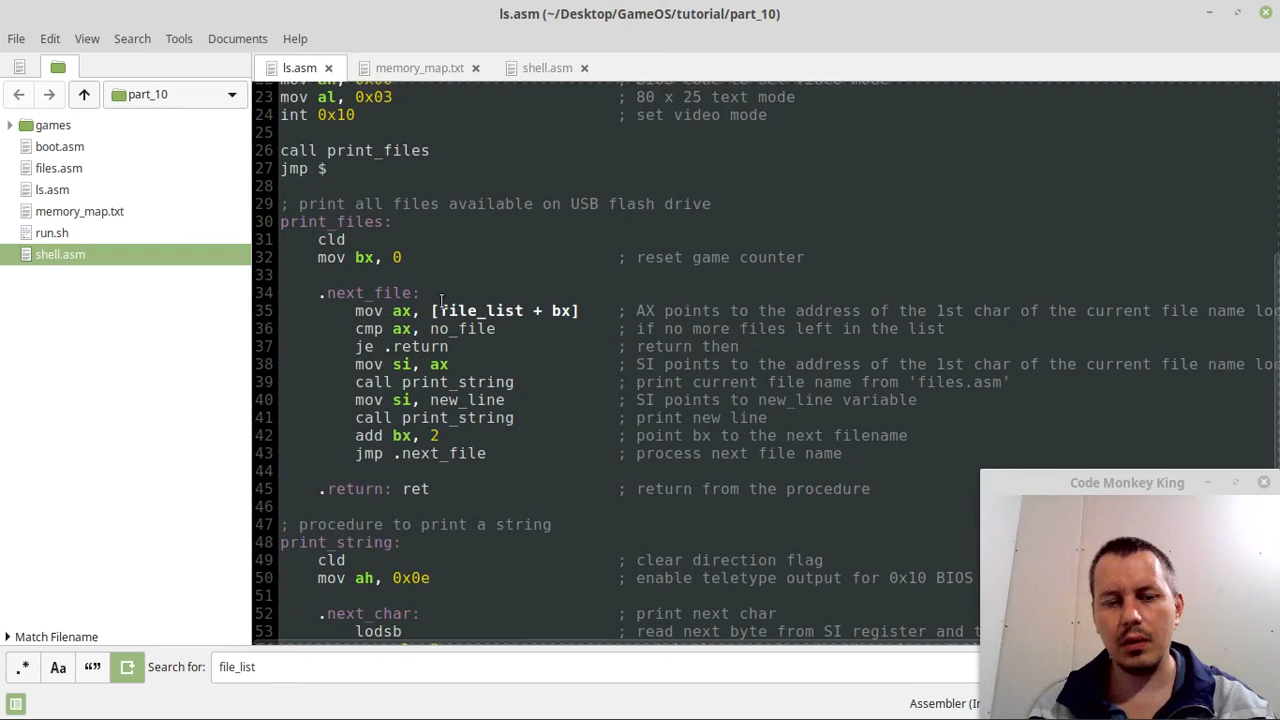 ls.asm (~/Desktop/GameOS/tutorial/part_10)
File Edit View Search Tools Documents Help
ls.asm memory_map.txt shell.asm
part_10
games
boot.asm
files.asm
ls.asm
memory_map.txt
run.sh
shell.asm
Match Filename
23 mov al, 0x03 ; 80 x 25 text mode
24 int 0x10 ; set video mode
25
26 call print_files
27 jmp $
28
29 ; print all files available on USB flash drive
30 print_files:
31 cld
32 mov bx, 0 ; reset game counter
33
34 .next_file:
35 mov ax, [file_list + bx] ; AX points to the address of the 1st char of the current file name lo
36 cmp ax, no_file ; if no more files left in the list
37 je .return ; return then
38 mov si, ax ; SI points to the address of the 1st char of the current file name lo
39 call print_string ; print current file name from 'files.asm'
40 mov si, new_line ; SI points to new_line variable
41 call print_string ; print new line
42 add bx, 2 ; point bx to the next filename
43 jmp .next_file ; process next file name
44
45 .return: ret ; return from the procedure
46
47 ; procedure to print a string
48 print_string:
49 cld ; clear direction flag
50 mov ah, 0x0e ; enable teletype output for 0x10 BIOS
51
52 .next_char: ; print next char
53 lodsb ; read next byte from SI register and
Code Monkey King
.* Aa “” Search for: file_list
Assembler (In